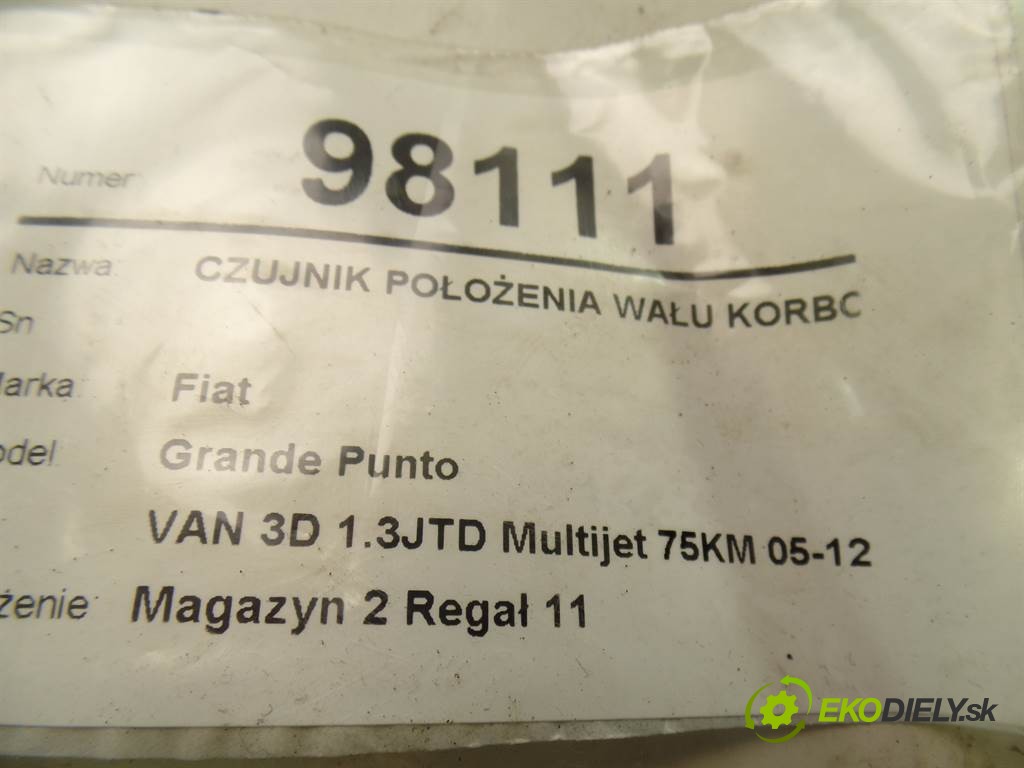 Numer: 98111
Nazwa: CZUJNIK POŁOŻENIA WAŁU KORBC
Sn
arka: Fiat
odel: Grande Punto
VAN 3D 1.3JTD Multijet 75KM 05-12
żenie: Magazyn 2 Regał 11
EKODIELY.sk